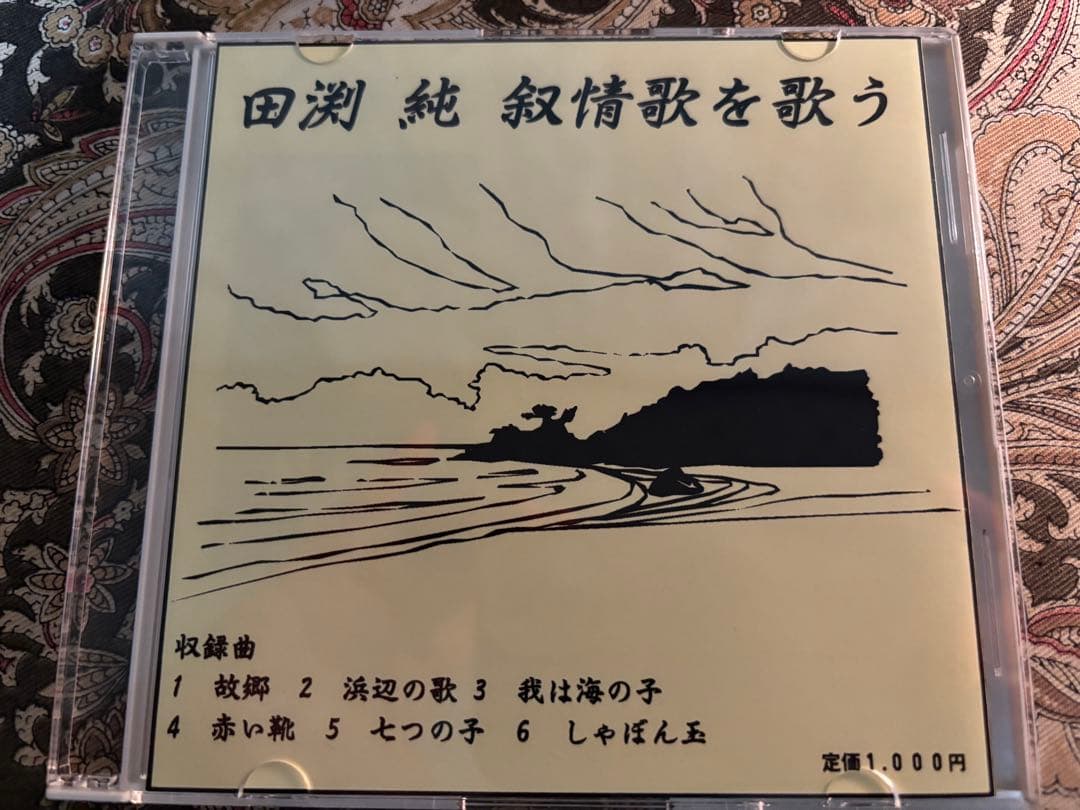 田渕 純 叙情歌を歌う
収録曲
1 故郷 2 浜辺の歌 3 我は海の子
4 赤い靴 5 七つの子 6 しゃぼん玉
定価1.000円